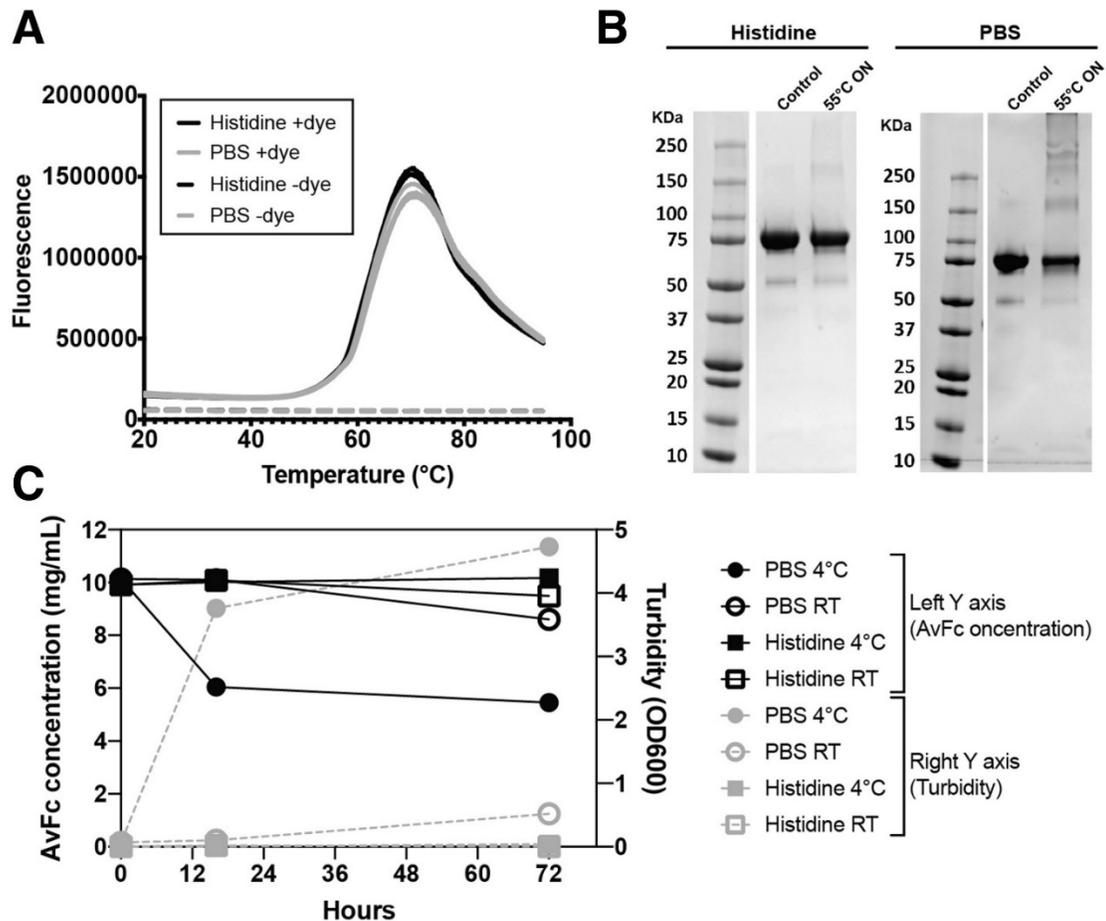 A
Fluorescence
2000000
1500000
1000000
500000
0
Histidine +dye
PBS +dye
Histidine -dye
PBS -dye
20 40 60 80 100
Temperature (°C)
B
Histidine
Control 55°C ON
KDa
250
150
100
75
50
37
25
20
15
10
PBS
Control 55°C ON
KDa
250
150
100
75
50
37
25
20
15
10
C
AvFc concentration (mg/mL)
12
10
8
6
4
2
0
0 12 24 36 48 60 72
Hours
5
4
3
2
1
0
Turbidity (OD600)
PBS 4°C
PBS RT
Histidine 4°C
Histidine RT
Left Y axis
(AvFc oncentration)
PBS 4°C
PBS RT
Histidine 4°C
Histidine RT
Right Y axis
(Turbidity)